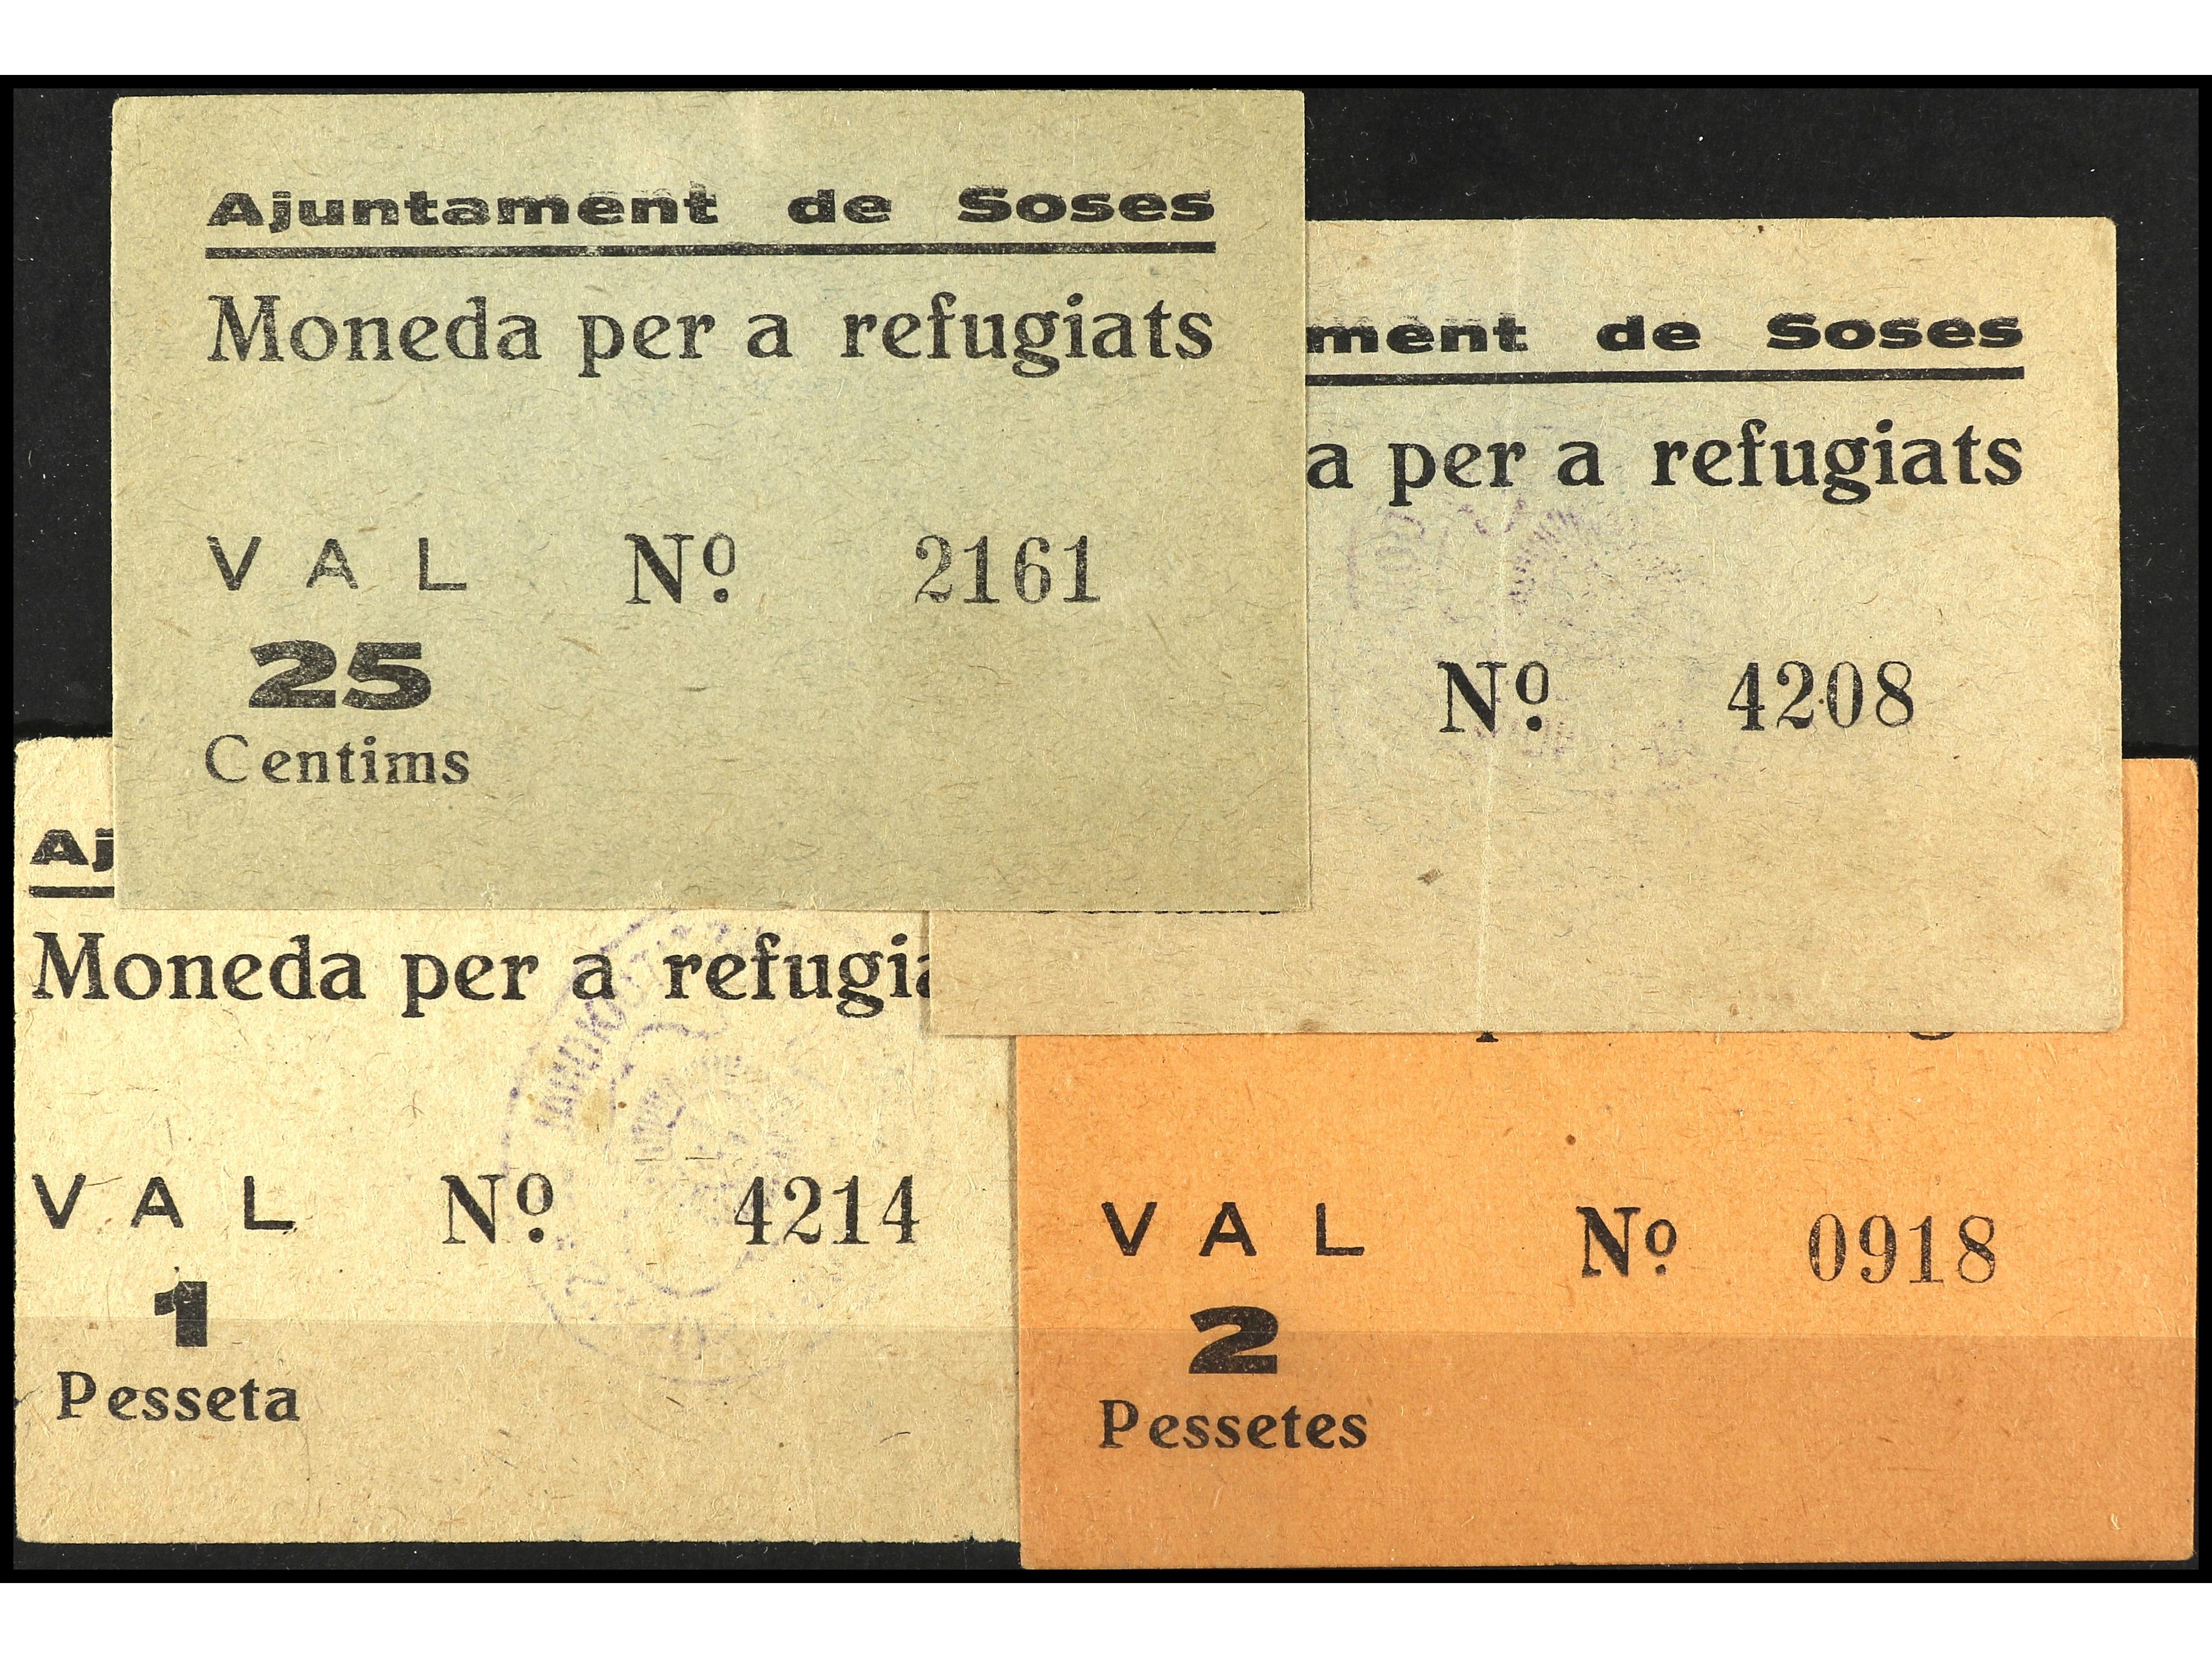 Ajuntament de Soses
Moneda per a refugiats
VAL Nº 2161
25
Centims
ment de Soses
a per a refugiats
Nº 4208
Aj
Moneda per a refugia
VAL Nº 4214
1
Pesseta
VAL Nº 0918
2
Pessetes